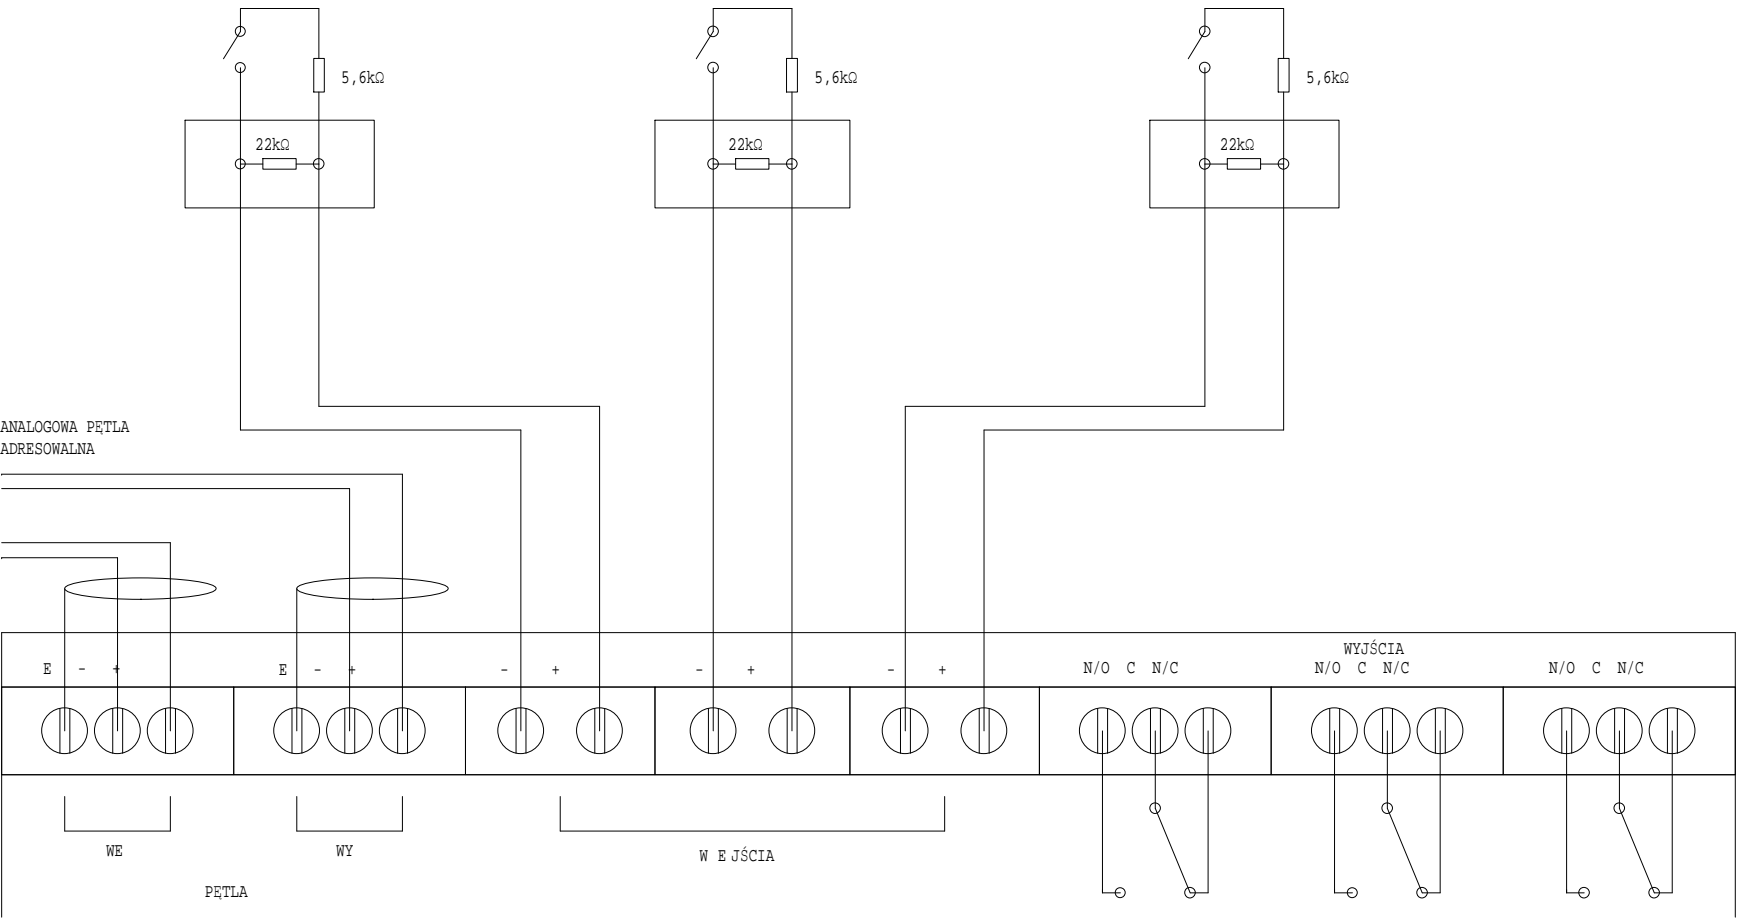 5,6kΩ 5,6kΩ 5,6kΩ
22kΩ 22kΩ 22kΩ
ANALOGOWA PĘTLA
ADRESOWALNA
WYJŚCIA
E - + E - + - + - + - + N/O C N/C N/O C N/C N/O C N/C
WE WY W E JŚCIA
PĘTLA